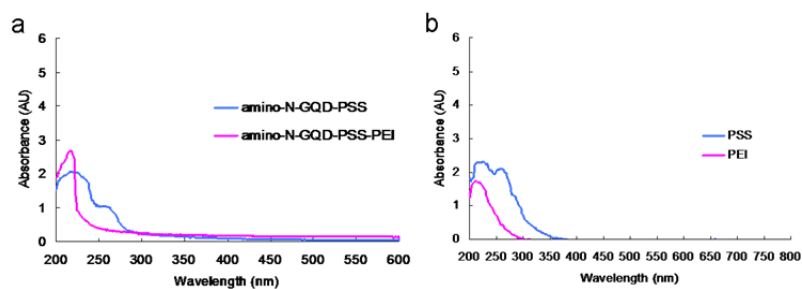 a
6
5
4
3
2
1
0
Absorbance (AU)
200 250 300 350 400 450 500 550 600
Wavelength (nm)
amino-N-GQD-PSS
amino-N-GQD-PSS-PEI
b
6
5
4
3
2
1
0
Absorbance (AU)
200 250 300 350 400 450 500 550 600 650 700 750 800
Wavelength (nm)
PSS
PEI